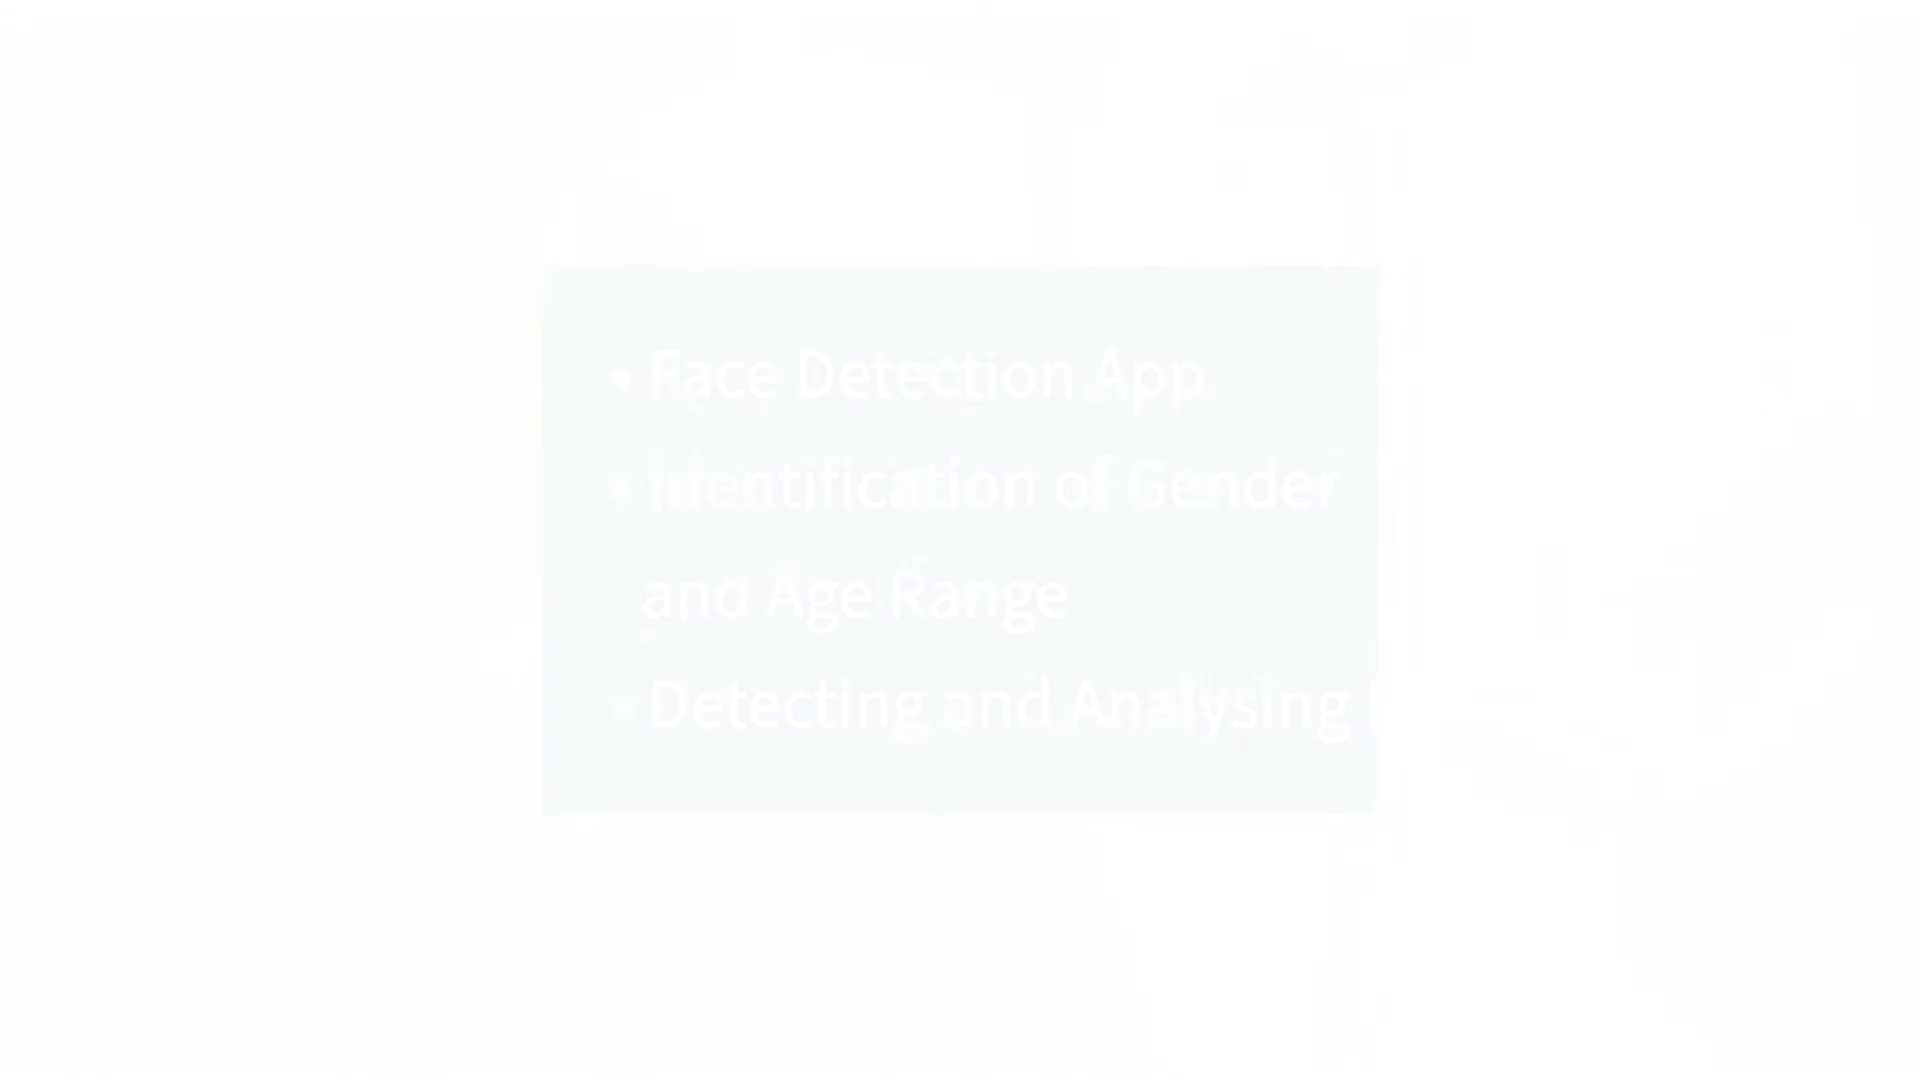 • Face Detection App
• Identification of Gender
and Age Range
• Detecting and Analysing